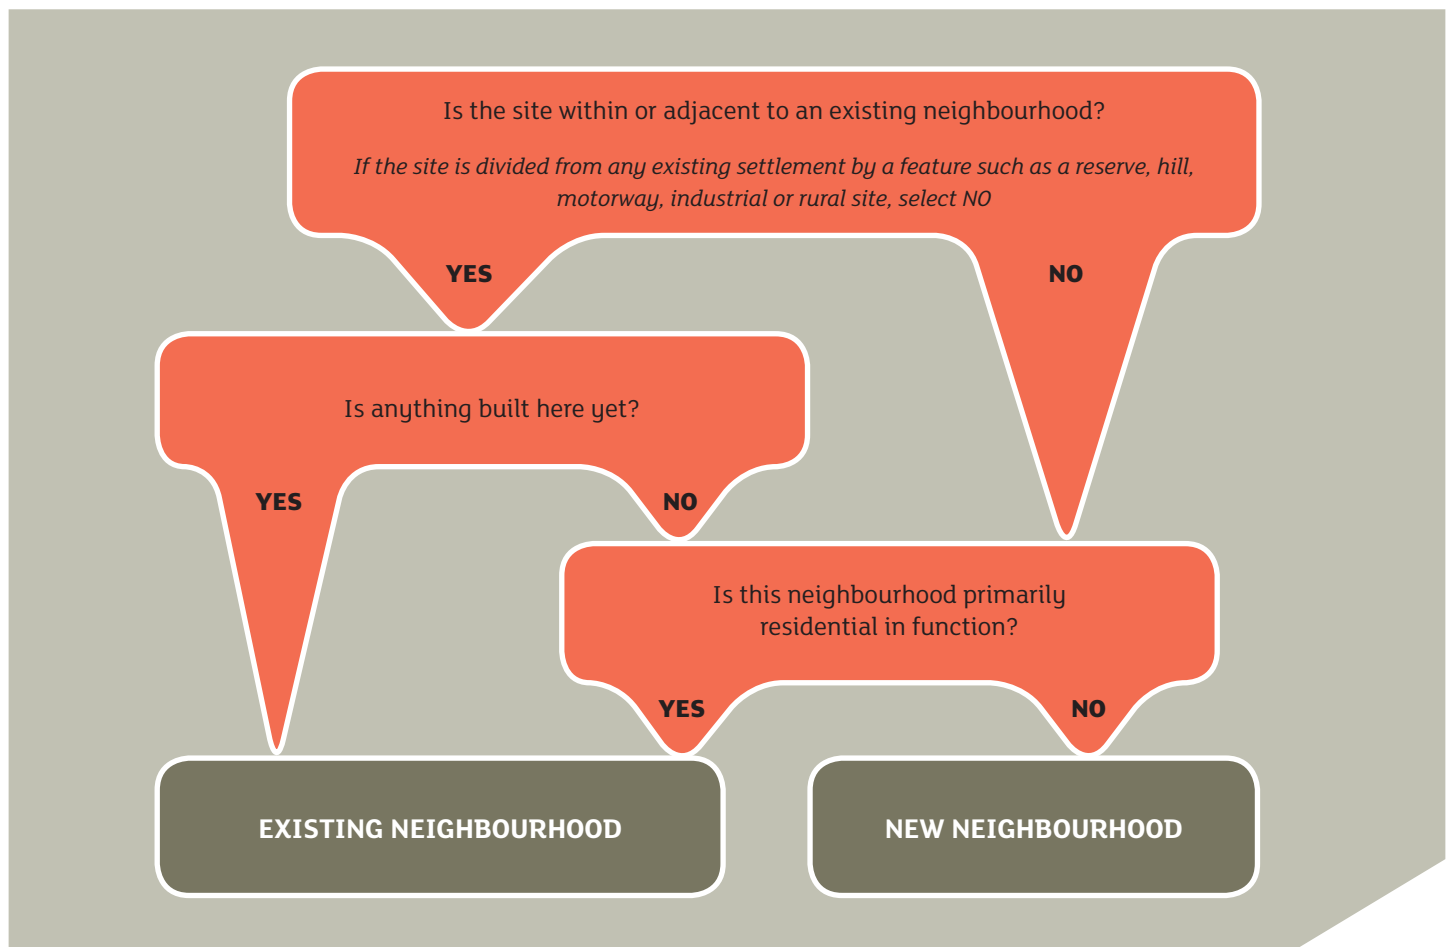 Is the site within or adjacent to an existing neighbourhood?
If the site is divided from any existing settlement by a feature such as a reserve, hill,
motorway, industrial or rural site, select NO
YES
NO
Is anything built here yet?
YES
NO
Is this neighbourhood primarily
residential in function?
YES
NO
EXISTING NEIGHBOURHOOD
NEW NEIGHBOURHOOD